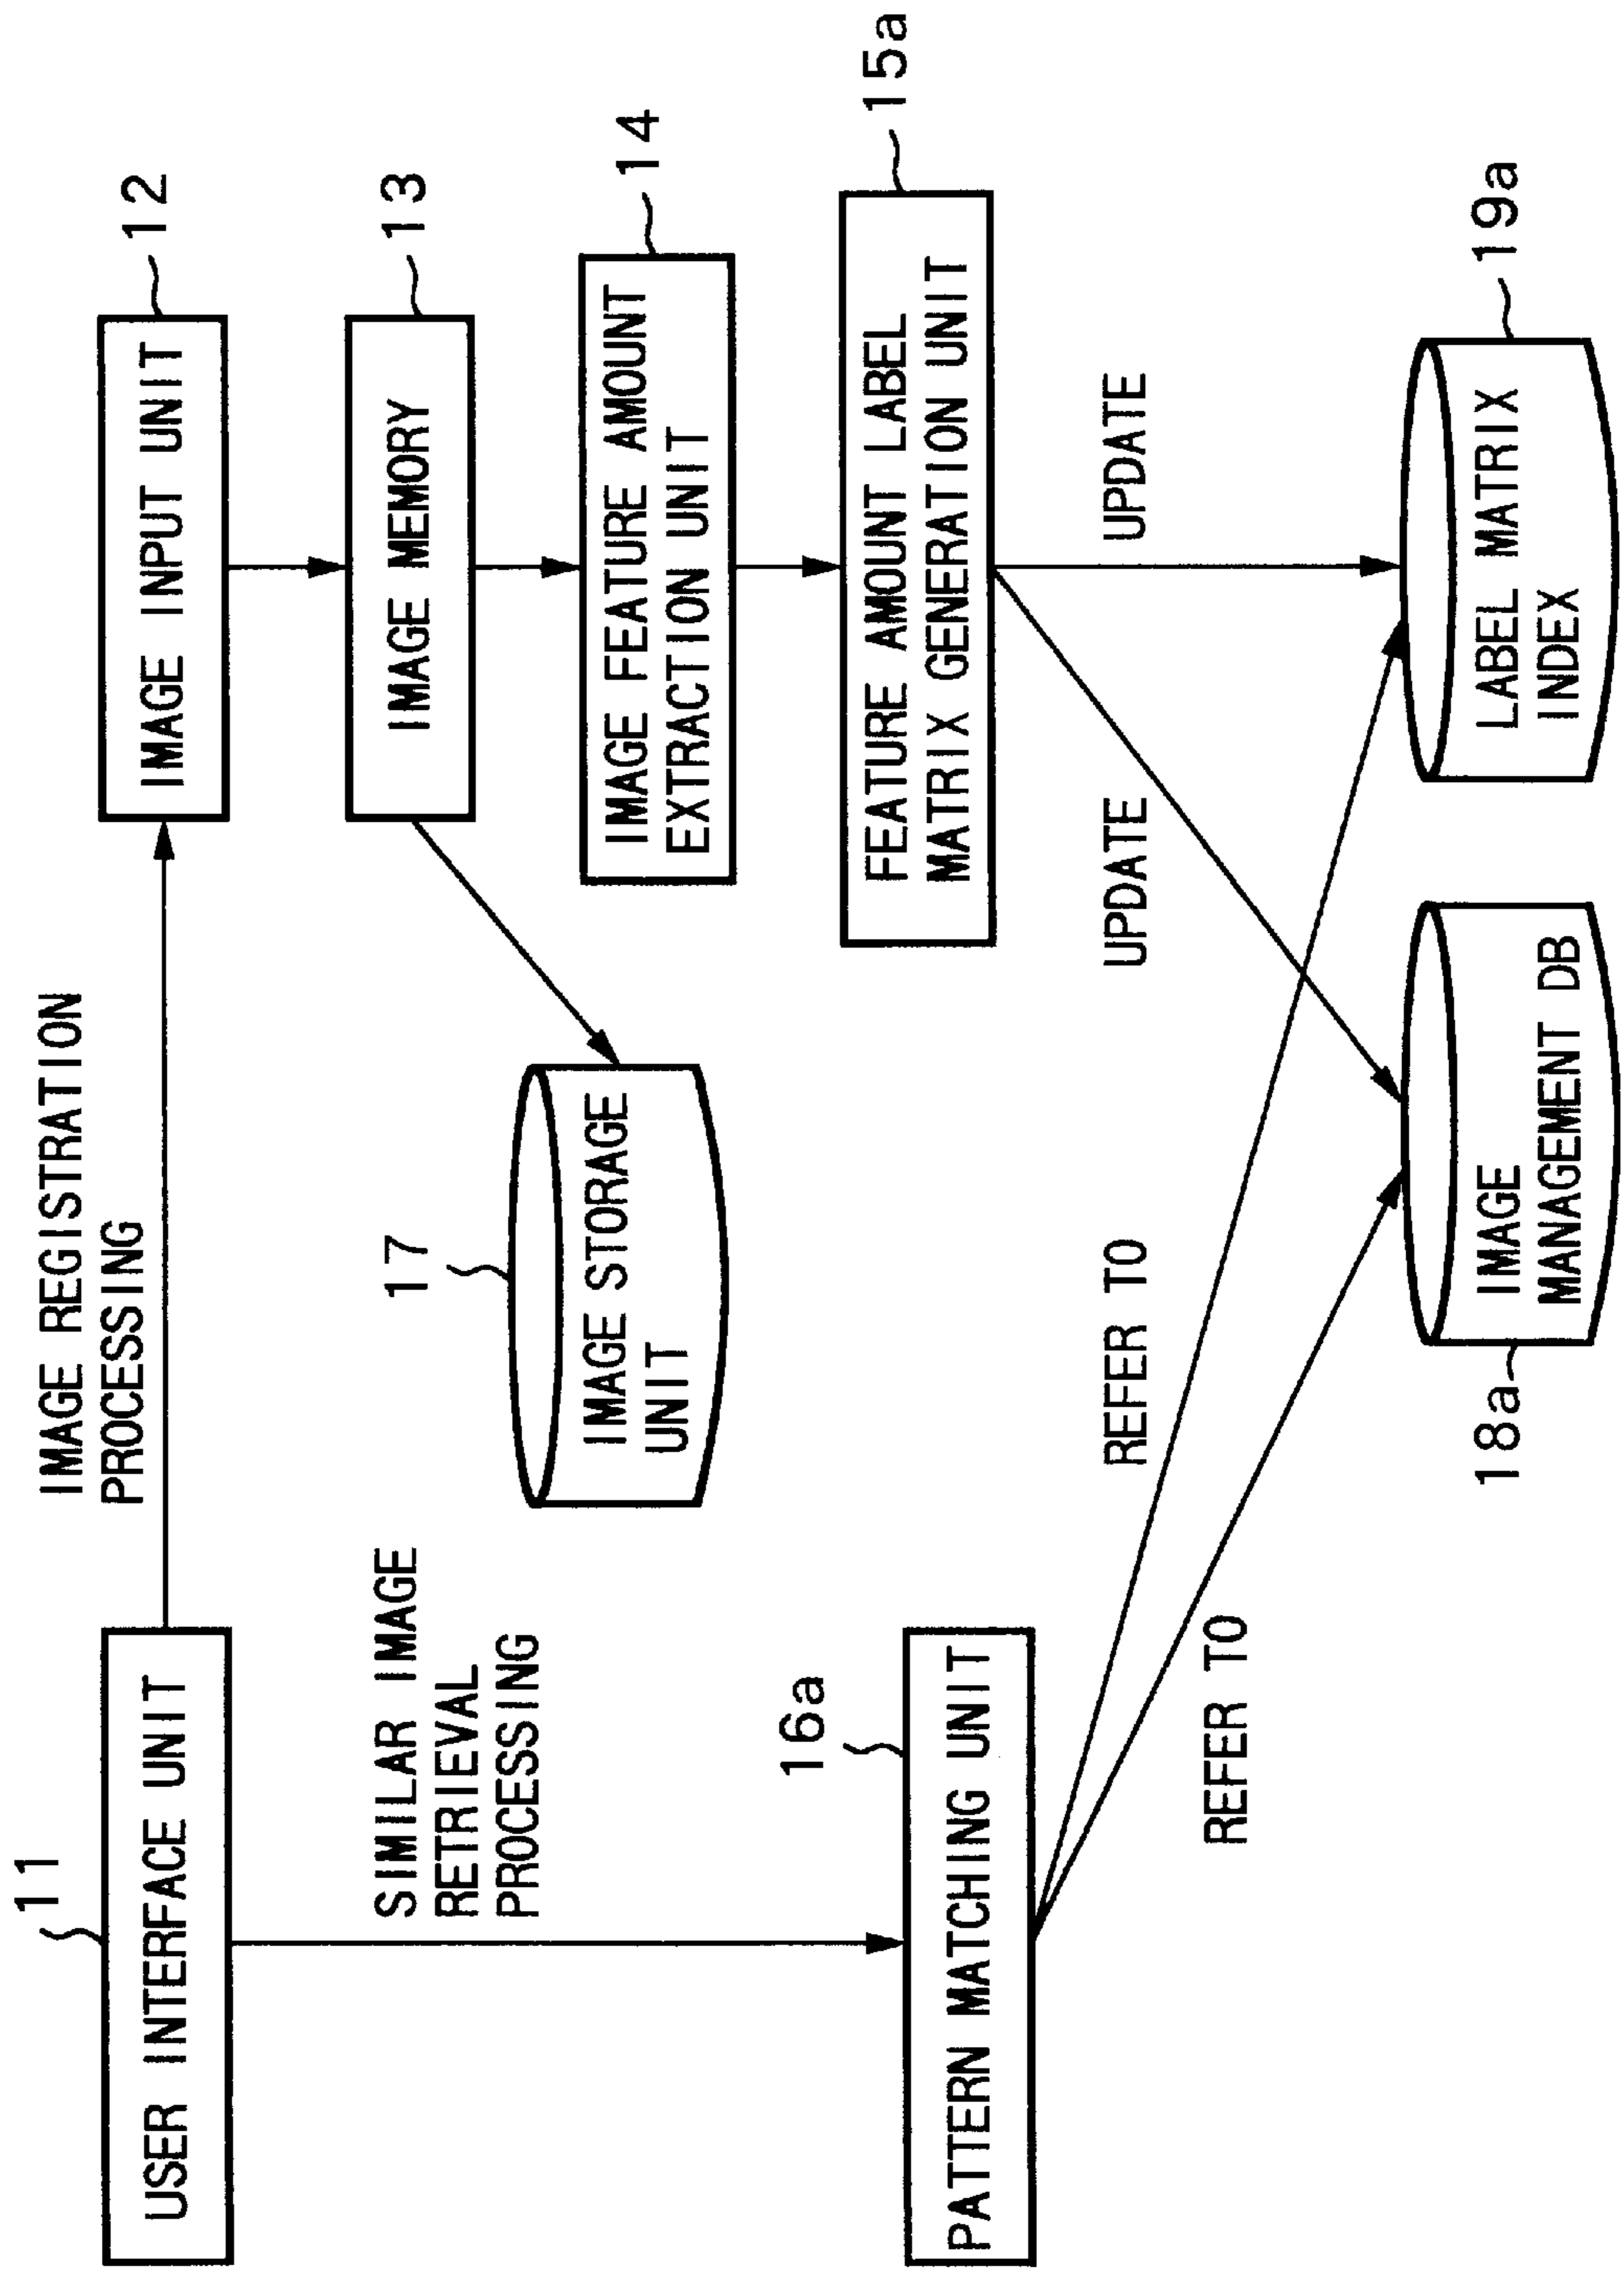 11
USER INTERFACE UNIT
IMAGE REGISTRATION
PROCESSING
12
IMAGE INPUT UNIT
13
IMAGE MEMORY
17
IMAGE STORAGE
UNIT
14
IMAGE FEATURE AMOUNT
EXTRACTION UNIT
SIMILAR IMAGE
RETRIEVAL
PROCESSING
16a
PATTERN MATCHING UNIT
15a
FEATURE AMOUNT LABEL
MATRIX GENERATION UNIT
REFER TO
REFER TO
UPDATE
UPDATE
18a
IMAGE
MANAGEMENT DB
19a
LABEL MATRIX
INDEX